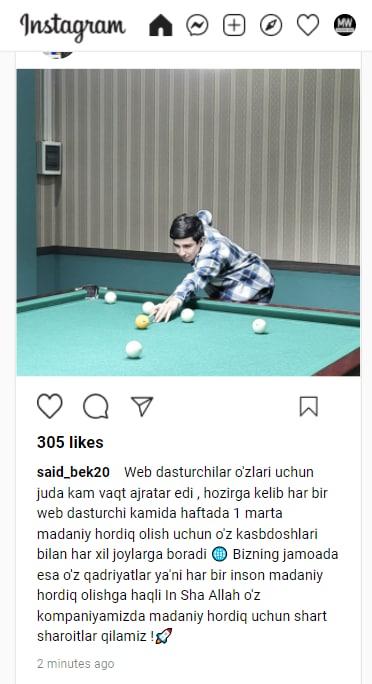 Instagram
MW
305 likes
said_bek20 Web dasturchilar o'zlari uchun
juda kam vaqt ajratar edi , hozirga kelib har bir
web dasturchi kamida haftada 1 marta
madaniy hordiq olish uchun o'z kasbdoshlari
bilan har xil joylarga boradi 🌐 Bizning jamoada
esa o'z qadriyatlar ya'ni har bir inson madaniy
hordiq olishga haqli In Sha Allah o'z
kompaniyamizda madaniy hordiq uchun shart
sharoitlar qilamiz !🚀
2 minutes ago